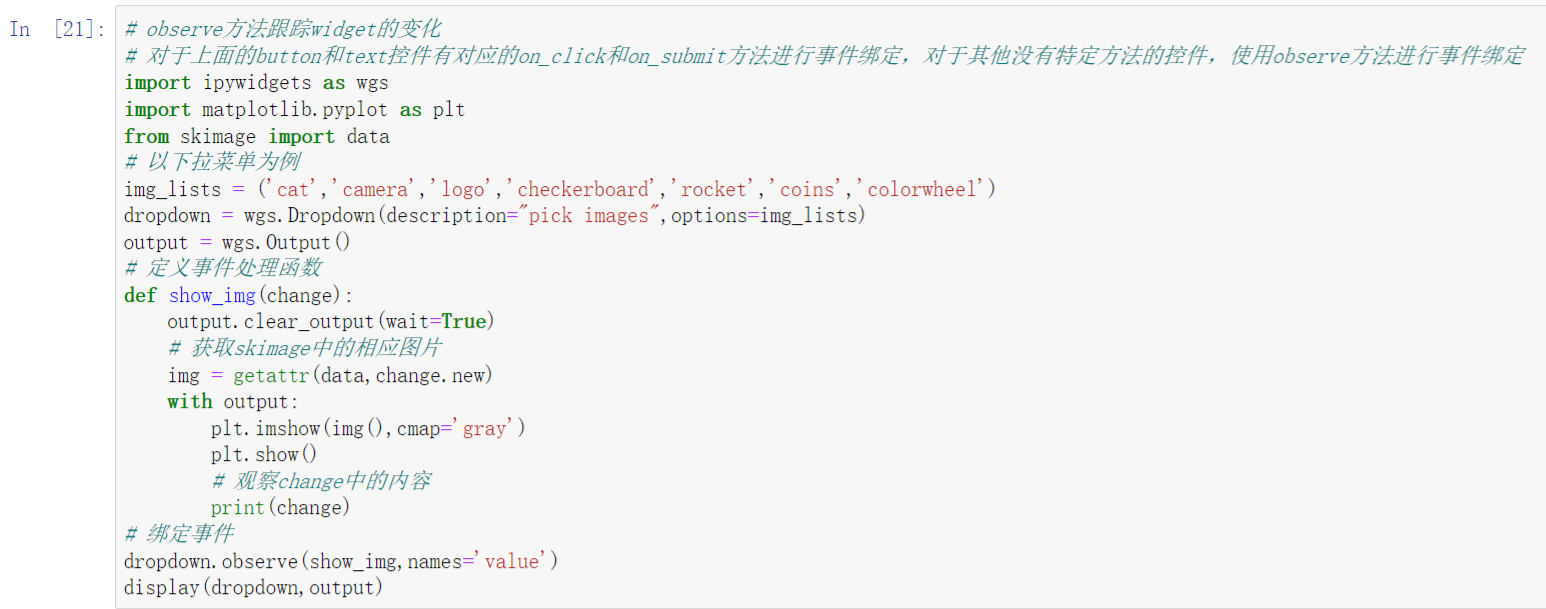 In [21]: # observe方法跟踪widget的变化
# 对于上面的button和text控件有对应的on_click和on_submit方法进行事件绑定，对于其他没有特定方法的控件，使用observe方法进行事件绑定
import ipywidgets as wgs
import matplotlib.pyplot as plt
from skimage import data
# 以下拉菜单为例
img_lists = ('cat','camera','logo','checkerboard','rocket','coins','colorwheel')
dropdown = wgs.Dropdown(description="pick images",options=img_lists)
output = wgs.Output()
# 定义事件处理函数
def show_img(change):
    output.clear_output(wait=True)
    # 获取skimage中的相应图片
    img = getattr(data,change.new)
    with output:
        plt.imshow(img(),cmap='gray')
        plt.show()
        # 观察change中的内容
        print(change)
# 绑定事件
dropdown.observe(show_img,names='value')
display(dropdown,output)